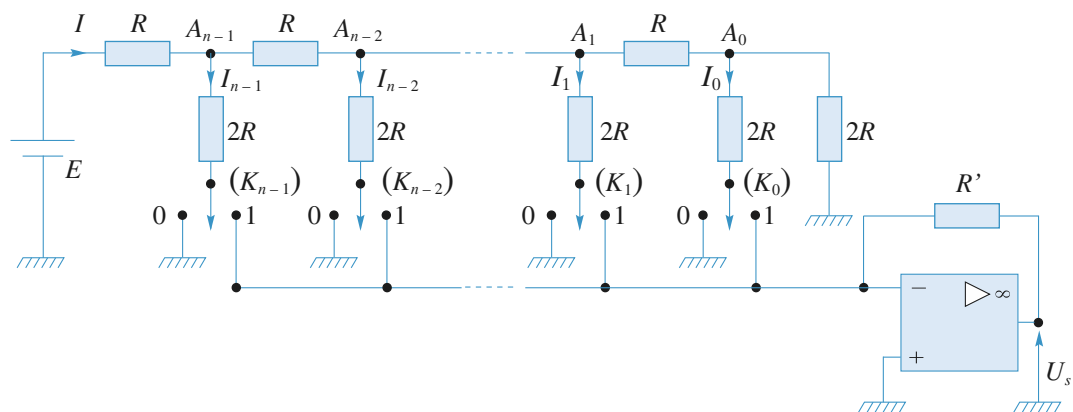 I R A_{n-1} R A_{n-2} A_1 R A_0
I_{n-1} I_{n-2} I_1 I_0
2R 2R 2R 2R 2R
E (K_{n-1}) (K_{n-2}) (K_1) (K_0) R'
0 1 0 1 0 1 0 1
− ∞
+ U_s